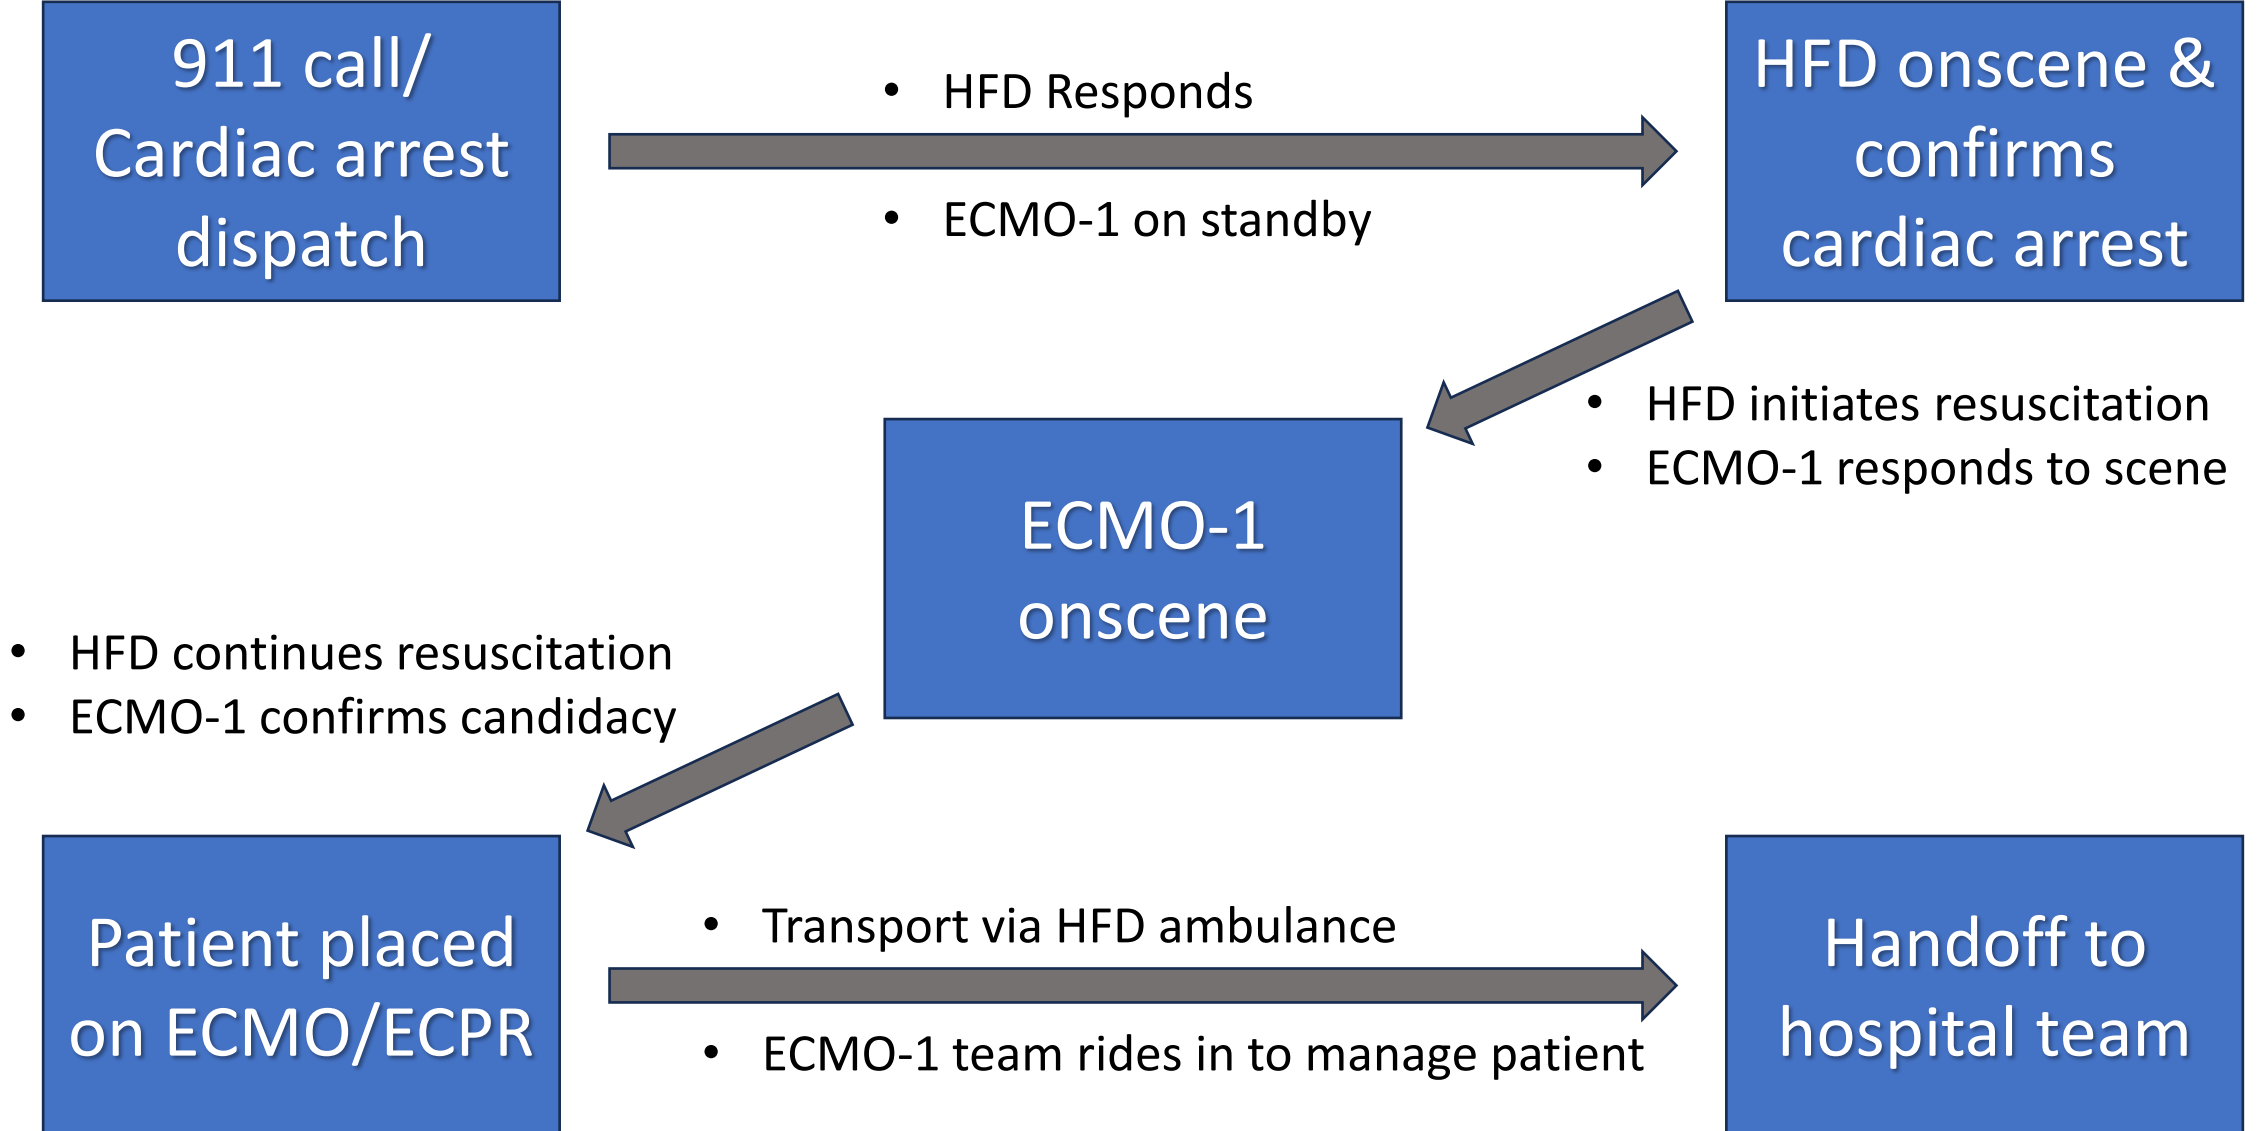 911 call/
Cardiac arrest
dispatch
• HFD Responds
• ECMO-1 on standby
HFD onscene &
confirms
cardiac arrest
• HFD initiates resuscitation
• ECMO-1 responds to scene
ECMO-1
onscene
• HFD continues resuscitation
• ECMO-1 confirms candidacy
Patient placed
on ECMO/ECPR
• Transport via HFD ambulance
• ECMO-1 team rides in to manage patient
Handoff to
hospital team